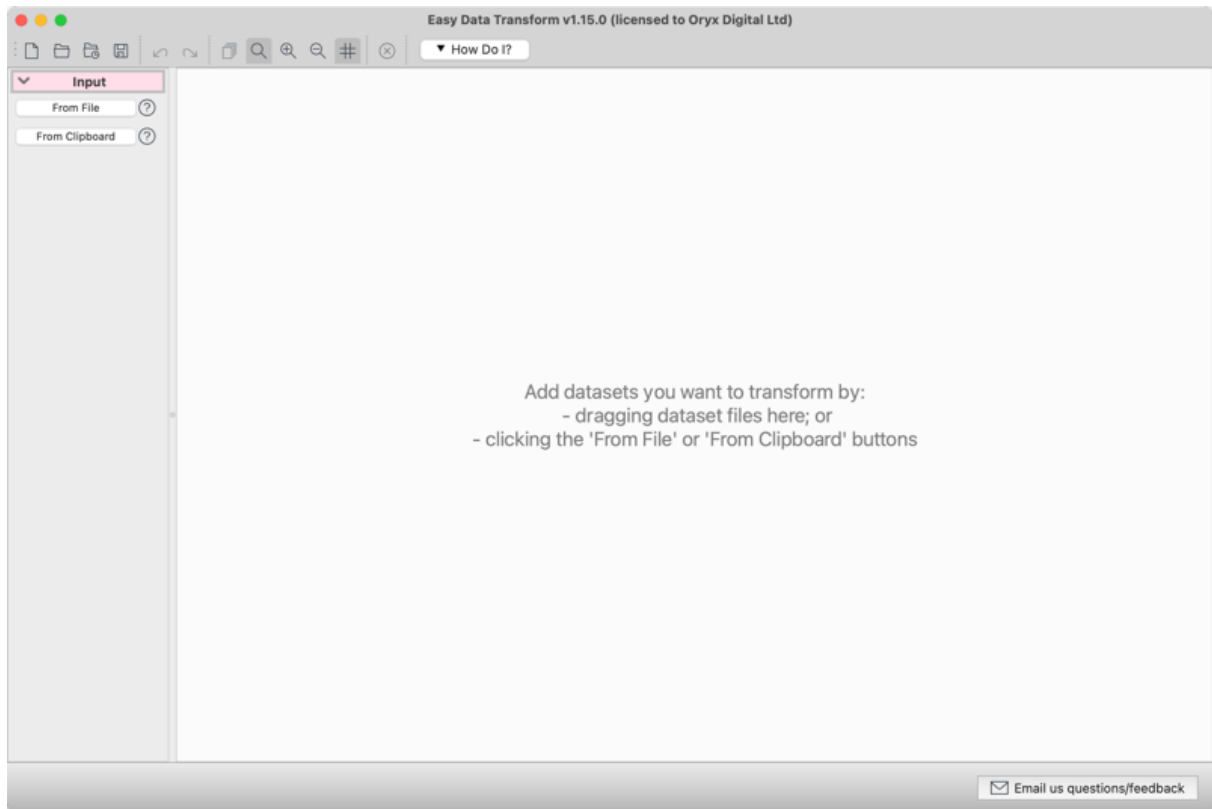 Easy Data Transform v1.15.0 (licensed to Oryx Digital Ltd)
How Do I?
Input
From File
From Clipboard
Add datasets you want to transform by:
- dragging dataset files here; or
- clicking the 'From File' or 'From Clipboard' buttons
Email us questions/feedback